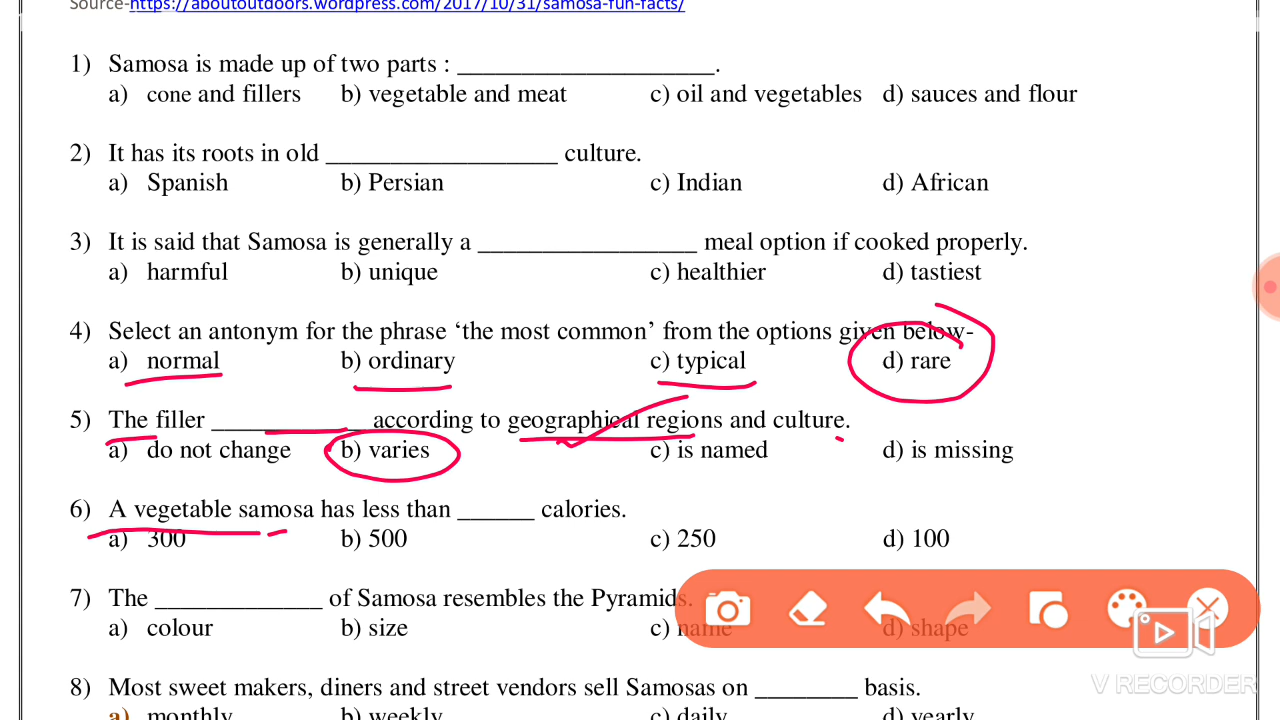 Source-https://aboutoutdoors.wordpress.com/2017/10/31/samosa-fun-facts/
1) Samosa is made up of two parts : ____________________.
a) cone and fillers b) vegetable and meat c) oil and vegetables d) sauces and flour
2) It has its roots in old __________________ culture.
a) Spanish b) Persian c) Indian d) African
3) It is said that Samosa is generally a _________________ meal option if cooked properly.
a) harmful b) unique c) healthier d) tastiest
4) Select an antonym for the phrase ‘the most common’ from the options given below-
a) normal b) ordinary c) typical d) rare
5) The filler ____________ according to geographical regions and culture.
a) do not change b) varies c) is named d) is missing
6) A vegetable samosa has less than ______ calories.
a) 300 b) 500 c) 250 d) 100
7) The _____________ of Samosa resembles the Pyramids.
a) colour b) size c) name d) shape
8) Most sweet makers, diners and street vendors sell Samosas on ________ basis.
a) monthly b) weekly c) daily d) yearly
V RECORDER